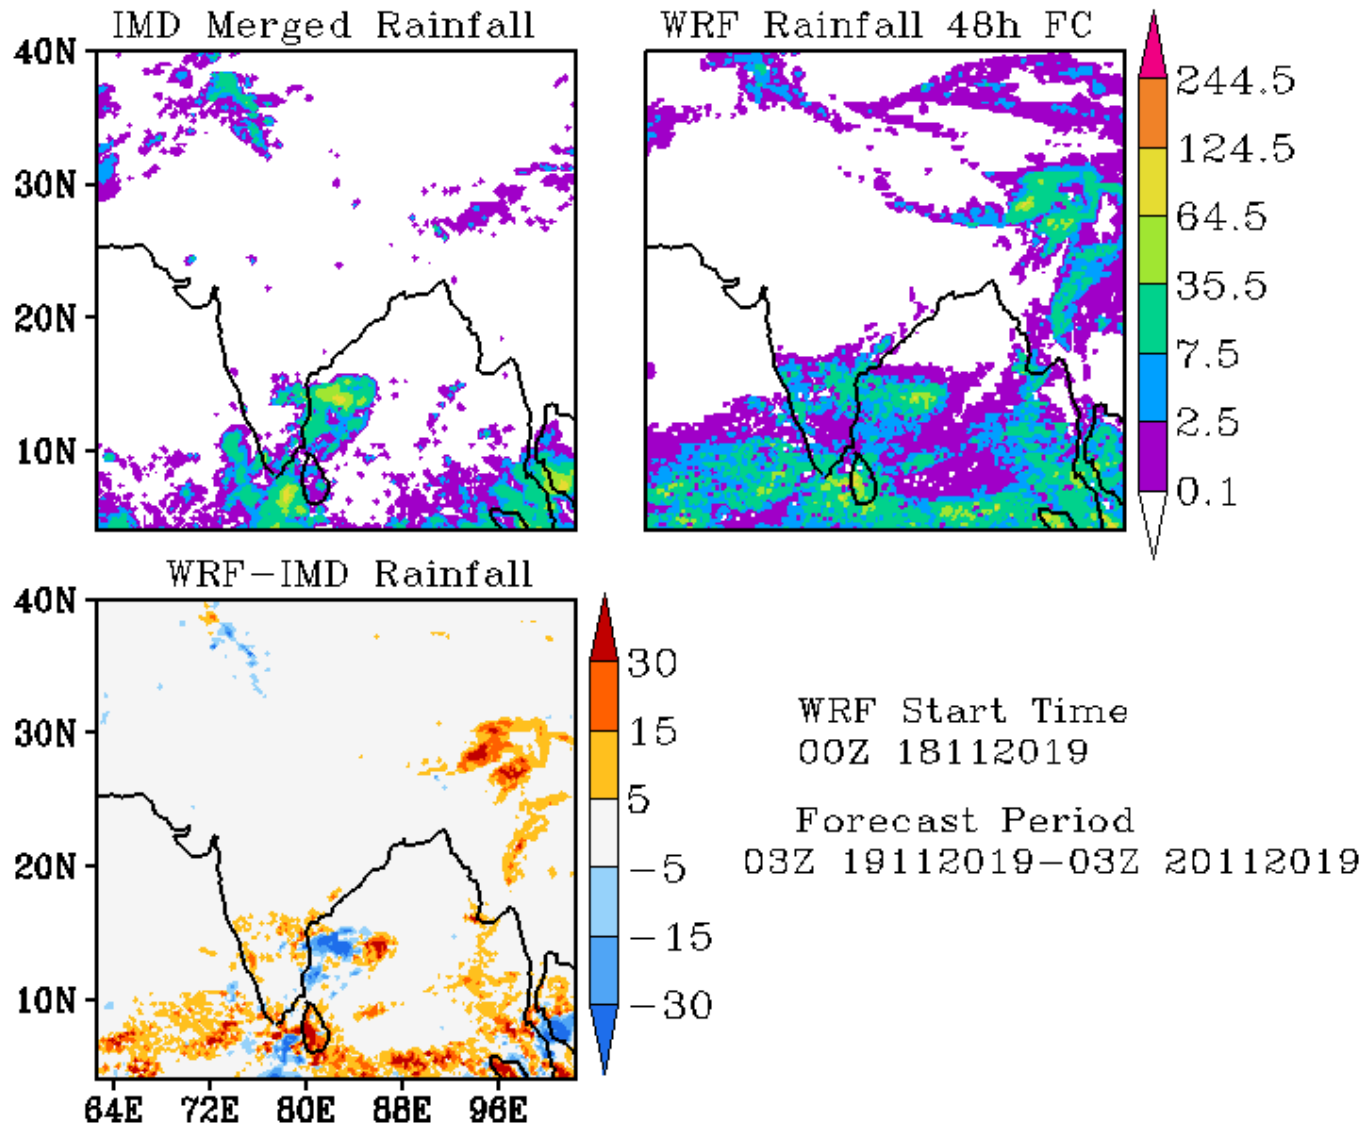 IMD Merged Rainfall
WRF Rainfall 48h FC
40N
30N
20N
10N
244.5
124.5
64.5
35.5
7.5
2.5
0.1
WRF-IMD Rainfall
40N
30N
20N
10N
64E 72E 80E 88E 96E
30
15
5
-5
-15
-30
WRF Start Time
00Z 18112019
Forecast Period
03Z 19112019-03Z 20112019